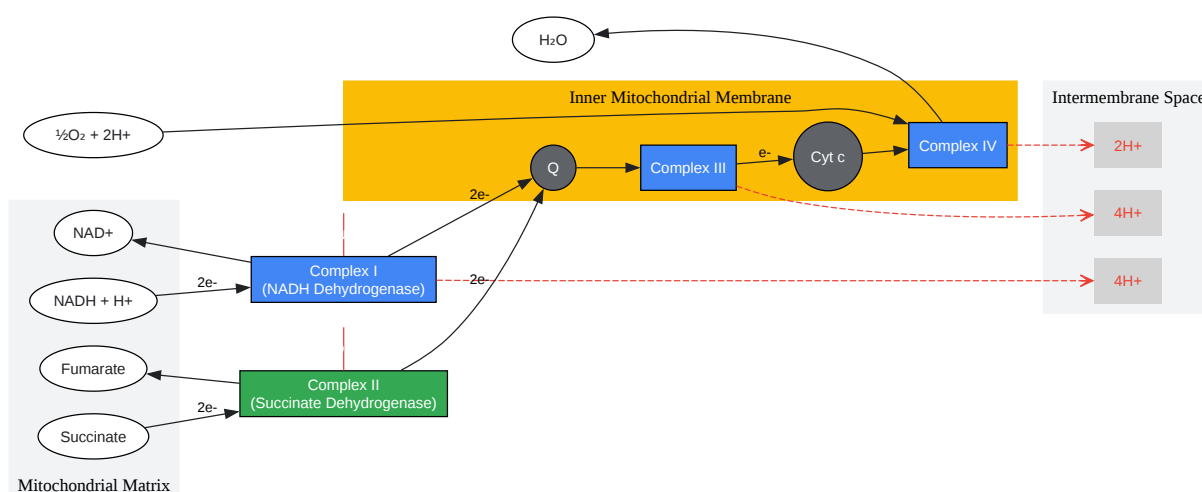 H₂O
Inner Mitochondrial Membrane
Intermembrane Space
½O₂ + 2H+
Complex IV
2H+
e-
Cyt c
Q
Complex III
2e-
4H+
NAD+
Complex I
(NADH Dehydrogenase)
2e-
2e-
4H+
NADH + H+
Fumarate
Complex II
(Succinate Dehydrogenase)
2e-
Succinate
Mitochondrial Matrix